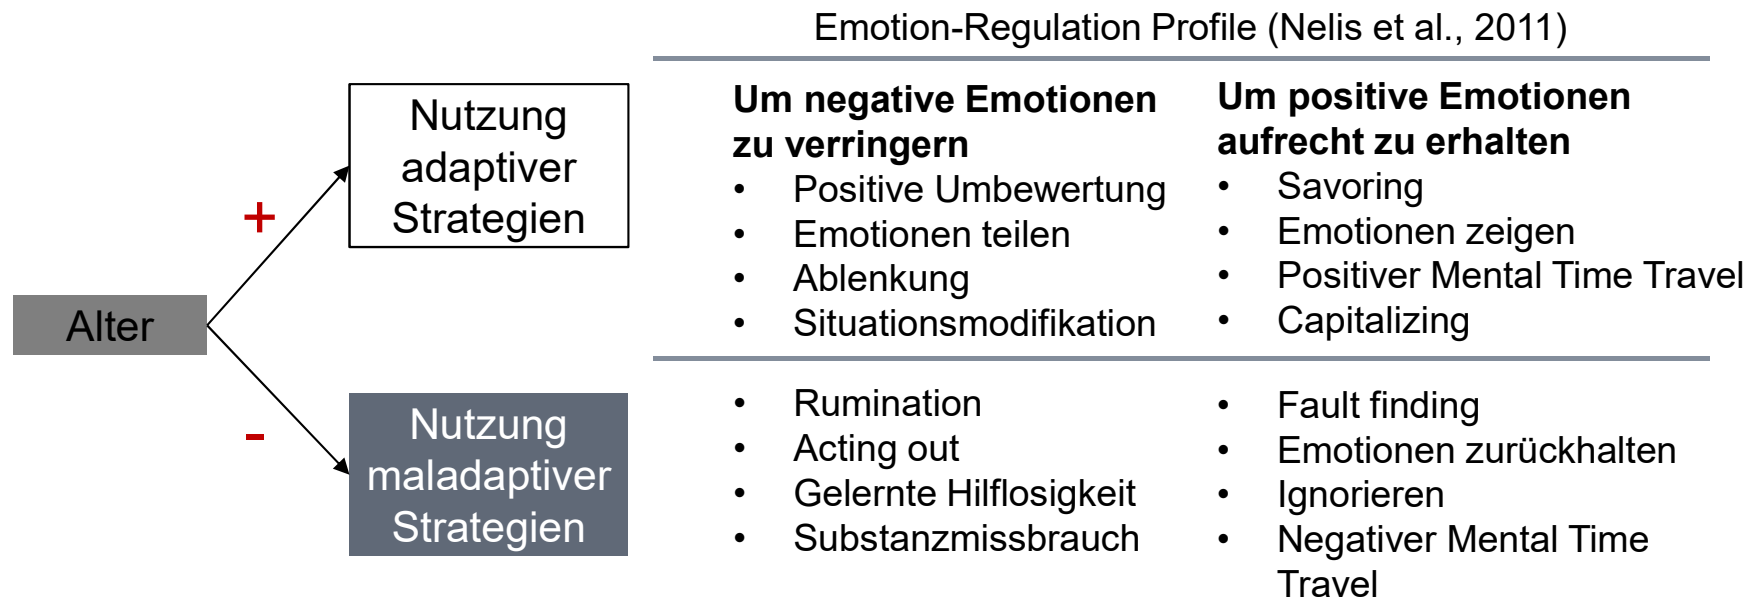 Emotion-Regulation Profile (Nelis et al., 2011)
Alter
+
-
Nutzung
adaptiver
Strategien
Um negative Emotionen
zu verringern
• Positive Umbewertung
• Emotionen teilen
• Ablenkung
• Situationsmodifikation
Um positive Emotionen
aufrecht zu erhalten
• Savoring
• Emotionen zeigen
• Positiver Mental Time Travel
• Capitalizing
Nutzung
maladaptiver
Strategien
• Rumination
• Acting out
• Gelernte Hilflosigkeit
• Substanzmissbrauch
• Fault finding
• Emotionen zurückhalten
• Ignorieren
• Negativer Mental Time
Travel